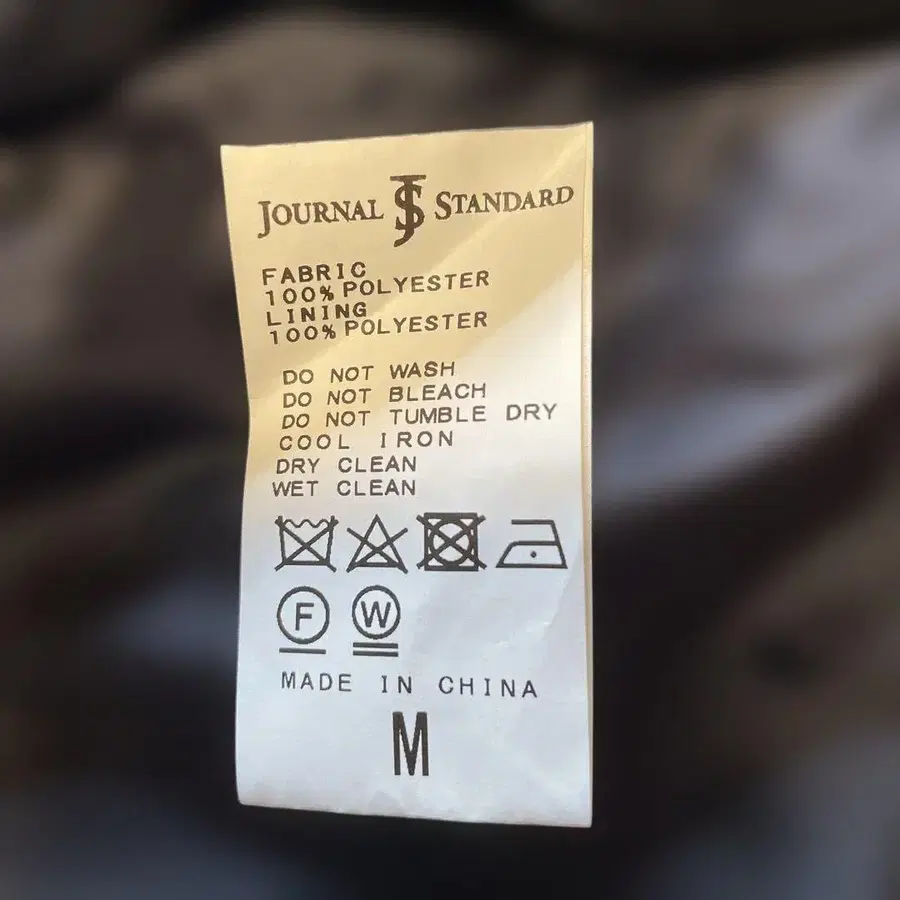 JOURNAL JS STANDARD
FABRIC
100% POLYESTER
LINING
100% POLYESTER
DO NOT WASH
DO NOT BLEACH
DO NOT TUMBLE DRY
COOL IRON
DRY CLEAN
WET CLEAN
F W
MADE IN CHINA
M